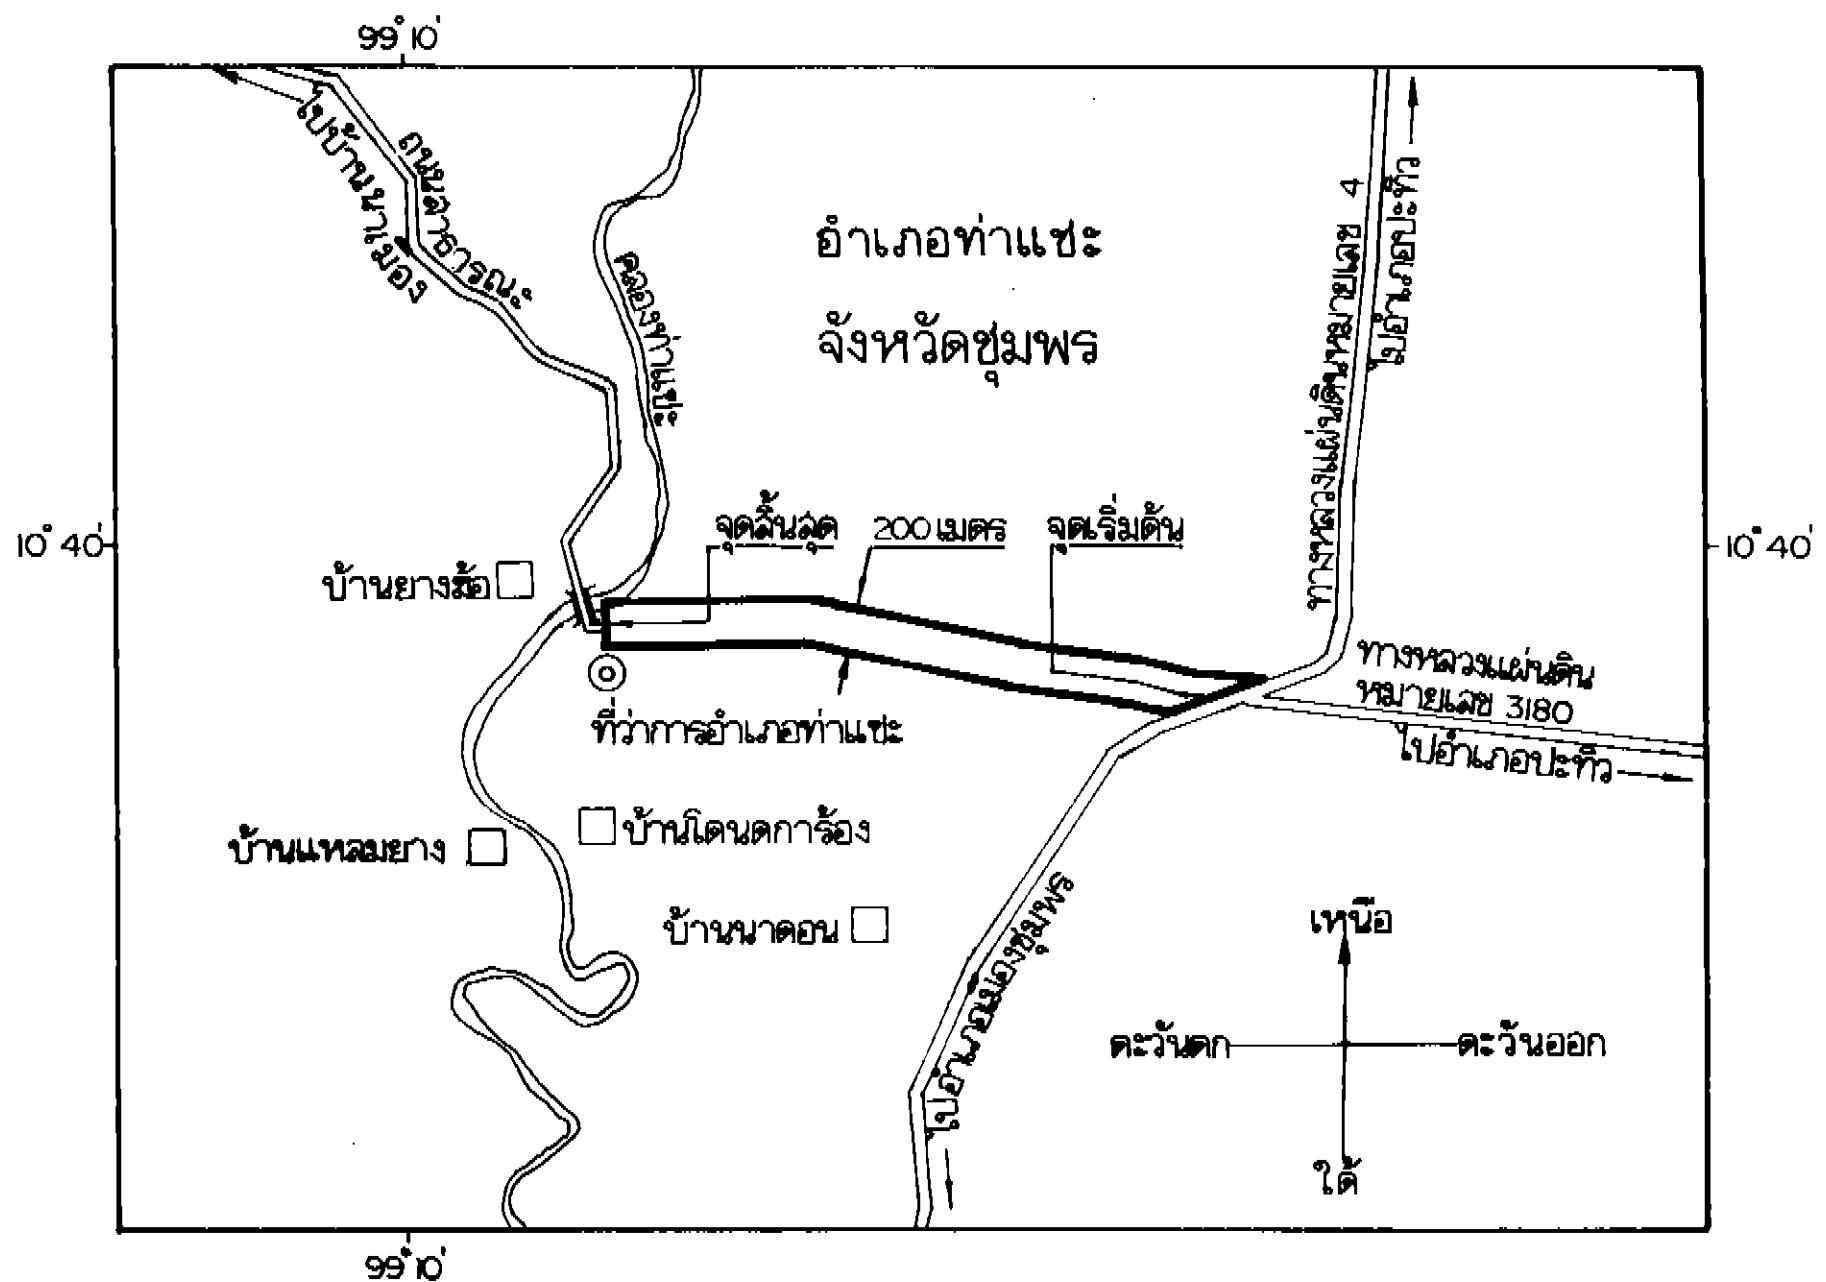 99°10'
ไปบ้านนาเมือง
ถนนสาธารณะ
คลองท่าแซะ
อำเภอท่าแซะ
จังหวัดชุมพร
ทางหลวงแผ่นดินหมายเลข 4
ไปอำเภอปะทิว
10°40'
จุดสิ้นสุด
200 เมตร
จุดเริ่มต้น
10°40'
บ้านยางฆ้อ
ทางหลวงแผ่นดิน
หมายเลข 3180
ไปอำเภอปะทิว
ที่ว่าการอำเภอท่าแซะ
บ้านโตนดการ้อง
บ้านแหลมยาง
บ้านนาตอน
ไปอำเภอเมืองชุมพร
เหนือ
ตะวันตก
ตะวันออก
ใต้
99°10'